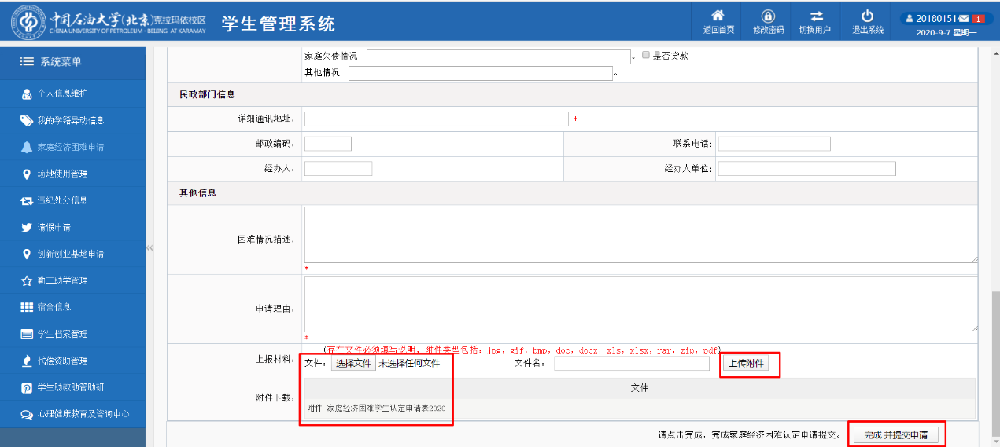 中国石油大学(北京)克拉玛依校区
CHINA UNIVERSITY OF PETROLEUM - BEIJING AT KARAMAY
学生管理系统
返回首页
修改密码
切换用户
退出系统
20180151 1
2020-9-7 星期一
系统菜单
个人信息维护
我的学籍异动信息
家庭经济困难申请
场地使用管理
违纪处分信息
请假申请
创新创业基地申请
勤工助学管理
宿舍信息
学生档案管理
代偿资助管理
学生助教助管助研
心理健康教育及咨询中心
«
家庭欠债情况 。 是否贷款
其他情况 。
民政部门信息
详细通讯地址： *
邮政编码： 联系电话:
经办人： 经办人单位:
其他信息
困难情况描述：
*
申请理由：
*
(存在文件必须填写说明, 附件类型包括：jpg, gif, bmp, doc, docx, xls, xlsx, rar, zip, pdf)
上报材料： 文件： 选择文件 未选择任何文件 文件名： 上传附件
文件
附件下载：
附件 家庭经济困难学生认定申请表2020
请点击完成, 完成家庭经济困难认定申请提交。 完成 并提交申请